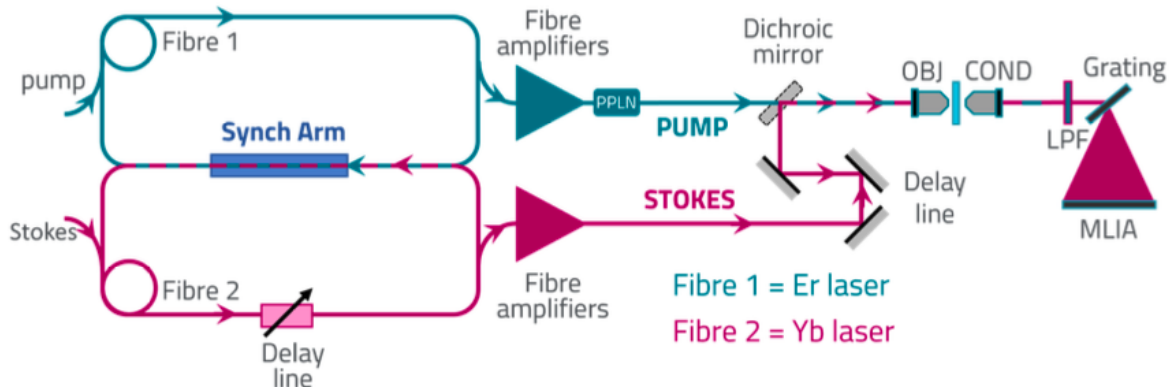 Fibre 1
pump
Synch Arm
Stokes
Fibre 2
Delay
line
Fibre
amplifiers
PPLN
PUMP
STOKES
Fibre
amplifiers
Dichroic
mirror
Delay
line
OBJ
COND
Grating
LPF
MLIA
Fibre 1 = Er laser
Fibre 2 = Yb laser